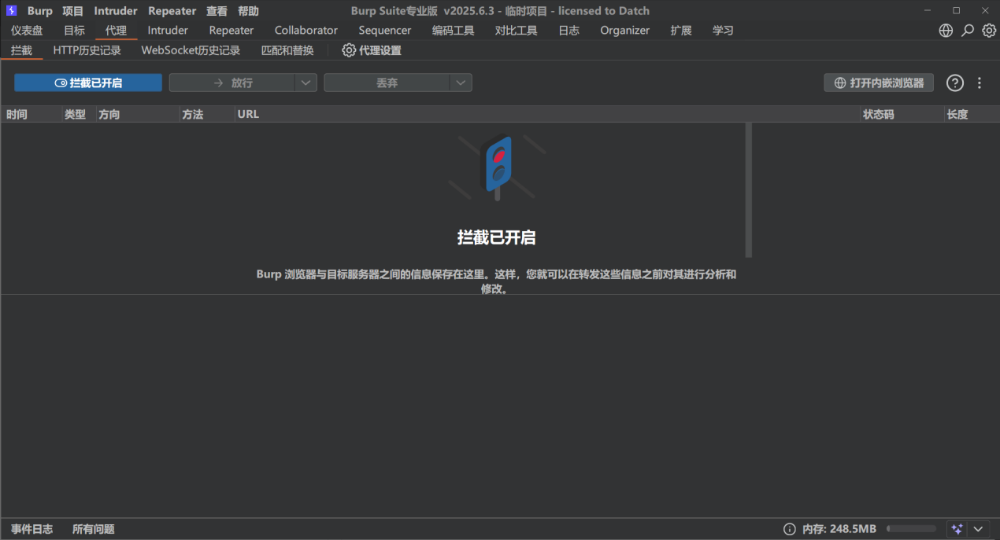 Burp 项目 Intruder Repeater 查看 帮助 Burp Suite专业版 v2025.6.3 - 临时项目 - licensed to Datch
仪表盘 目标 代理 Intruder Repeater Collaborator Sequencer 编码工具 对比工具 日志 Organizer 扩展 学习
拦截 HTTP历史记录 WebSocket历史记录 匹配和替换 代理设置
拦截已开启 放行 丢弃 打开内嵌浏览器
时间 类型 方向 方法 URL 状态码 长度
拦截已开启
Burp 浏览器与目标服务器之间的信息保存在这里。这样，您就可以在转发这些信息之前对其进行分析和
修改。
事件日志 所有问题 内存: 248.5MB